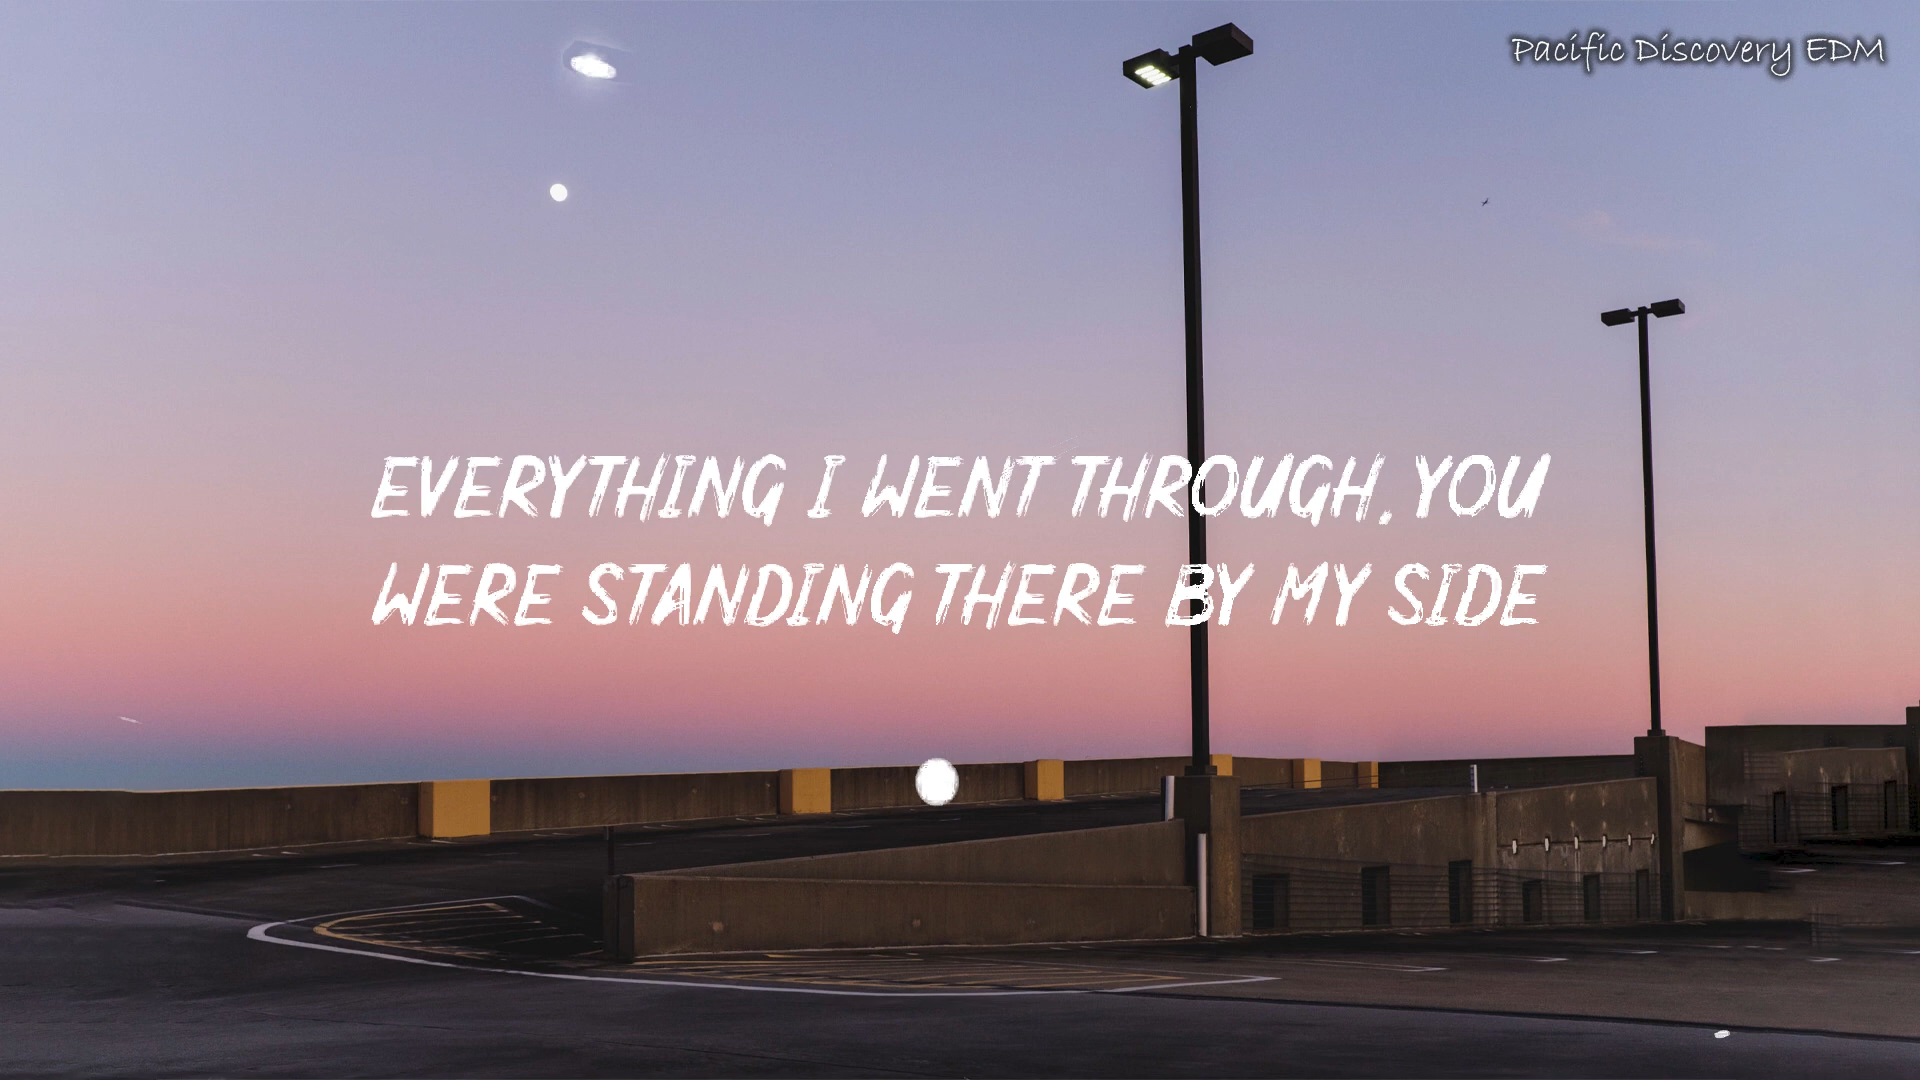 Pacific Discovery EDM
EVERYTHING I WENT THROUGH, YOU
WERE STANDING THERE BY MY SIDE